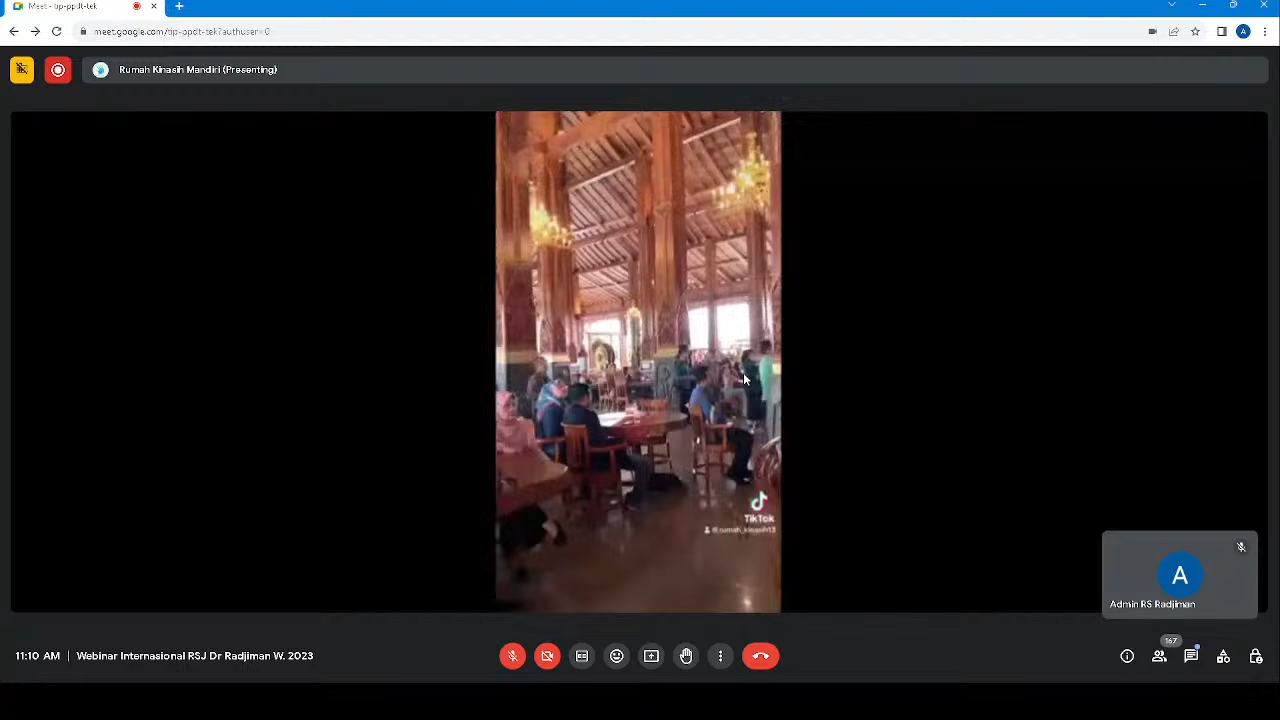 Meet - tip-ppdt-tek
meet.google.com/tip-ppdt-tek?authuser=0
A
Rumah Kinasih Mandiri (Presenting)
TikTok
A
Admin RS Radjiman
11:10 AM | Webinar Internasional RSJ Dr Radjiman W. 2023
167